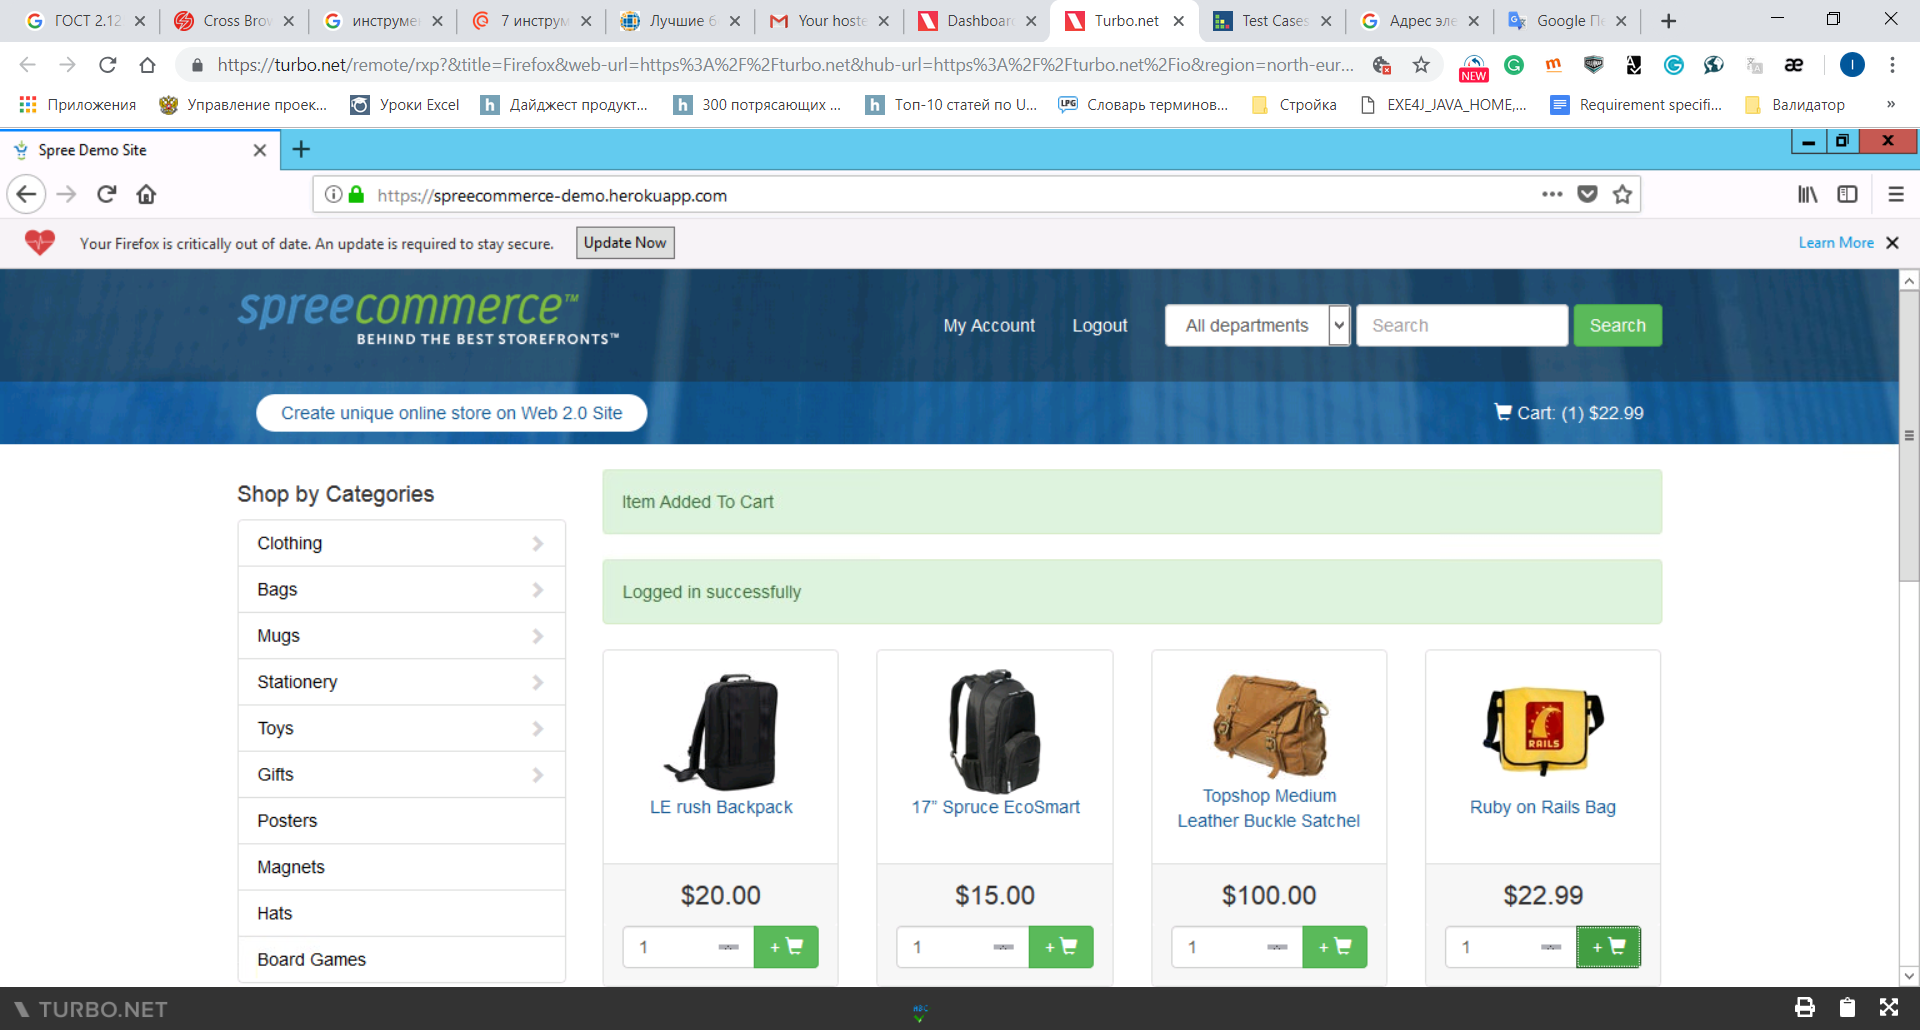 ГОСТ 2.12
Cross Brow
инструмен
7 инструм
Лучшие б
Your hoste
Dashboard
Turbo.net
Test Cases
Адрес эле
Google Пе
https://turbo.net/remote/rxp?&title=Firefox&web-url=https%3A%2F%2Fturbo.net&hub-url=https%3A%2F%2Fturbo.net%2Fio&region=north-eur...
NEW
Приложения
Управление проек...
Уроки Excel
Дайджест продукт...
300 потрясающих ...
Топ-10 статей по U...
Словарь терминов...
Стройка
EXE4J_JAVA_HOME,...
Requirement specifi...
Валидатор
»
Spree Demo Site
https://spreecommerce-demo.herokuapp.com
Your Firefox is critically out of date. An update is required to stay secure.
Update Now
Learn More
spreecommerce™
BEHIND THE BEST STOREFRONTS™
My Account
Logout
All departments
Search
Search
Create unique online store on Web 2.0 Site
Cart: (1) $22.99
Shop by Categories
Clothing
Bags
Mugs
Stationery
Toys
Gifts
Posters
Magnets
Hats
Board Games
Item Added To Cart
Logged in successfully
LE rush Backpack
17” Spruce EcoSmart
Topshop Medium
Leather Buckle Satchel
RAILS
Ruby on Rails Bag
$20.00
$15.00
$100.00
$22.99
1
+
1
+
1
+
1
+
TURBO.NET
ABC